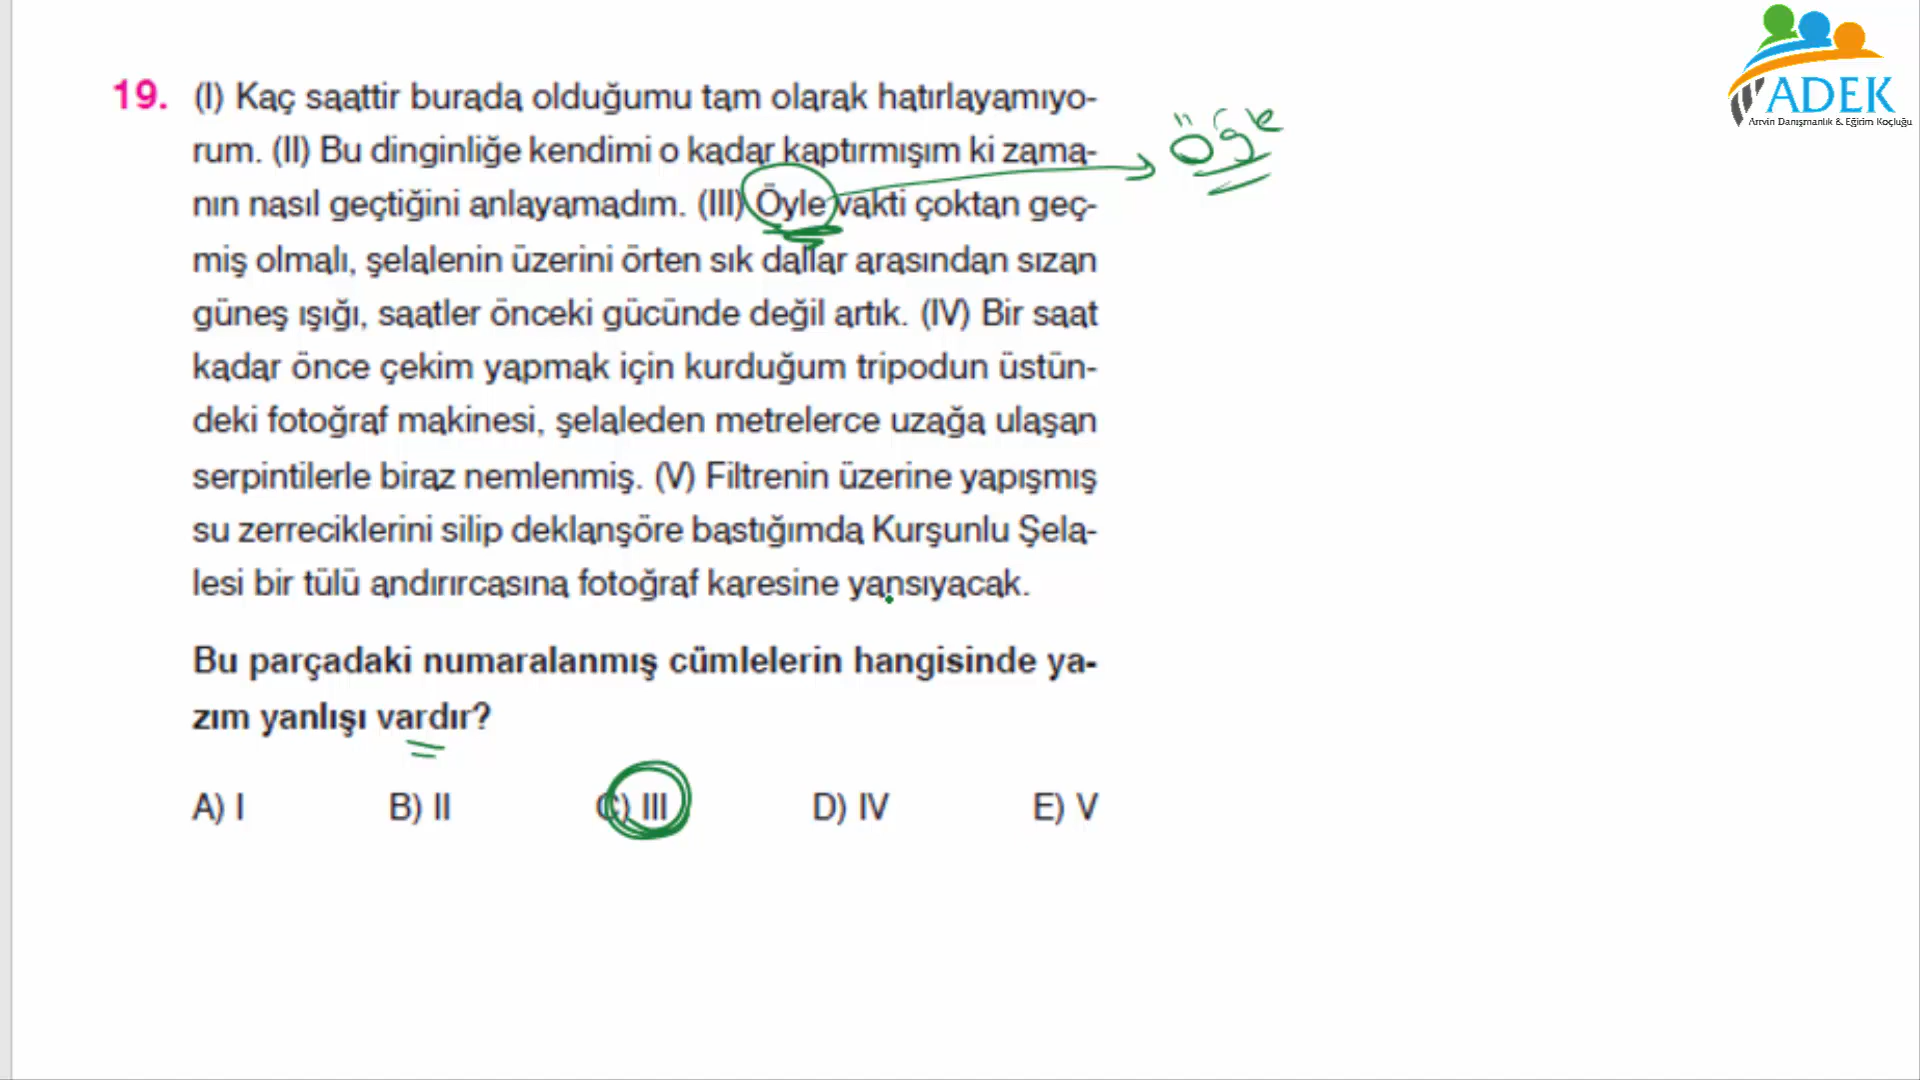 ADEK
Artvin Danışmanlık & Eğitim Koçluğu
19. (I) Kaç saattir burada olduğumu tam olarak hatırlayamıyo-
rum. (II) Bu dinginliğe kendimi o kadar kaptırmışım ki zama-
nın nasıl geçtiğini anlayamadım. (III) Öyle vakti çoktan geç-
miş olmalı, şelalenin üzerini örten sık dallar arasından sızan
güneş ışığı, saatler önceki gücünde değil artık. (IV) Bir saat
kadar önce çekim yapmak için kurduğum tripodun üstün-
deki fotoğraf makinesi, şelaleden metrelerce uzağa ulaşan
serpintilerle biraz nemlenmiş. (V) Filtrenin üzerine yapışmış
su zerreciklerini silip deklanşöre bastığımda Kurşunlu Şela-
lesi bir tülü andırırcasına fotoğraf karesine yansıyacak.
Bu parçadaki numaralanmış cümlelerin hangisinde ya-
zım yanlışı vardır?
A) I B) II C) III D) IV E) V